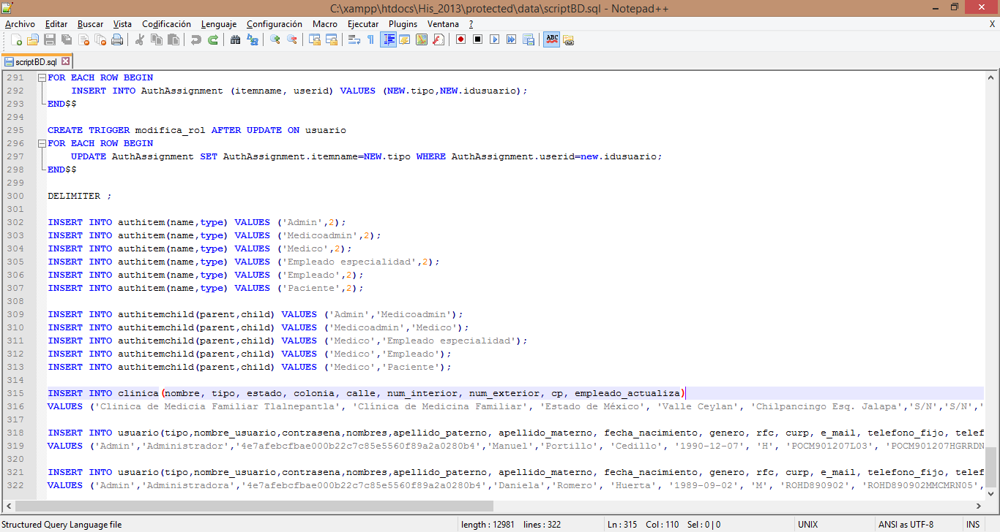 C:\xampp\htdocs\His_2013\protected\data\scriptBD.sql - Notepad++
Archivo Editar Buscar Vista Codificación Lenguaje Configuración Macro Ejecutar Plugins Ventana ? X
scriptBD.sql
291 FOR EACH ROW BEGIN
292 INSERT INTO AuthAssignment (itemname, userid) VALUES (NEW.tipo,NEW.idusuario);
293 END$$
294
295 CREATE TRIGGER modifica_rol AFTER UPDATE ON usuario
296 FOR EACH ROW BEGIN
297 UPDATE AuthAssignment SET AuthAssignment.itemname=NEW.tipo WHERE AuthAssignment.userid=new.idusuario;
298 END$$
299
300 DELIMITER ;
301
302 INSERT INTO authitem(name,type) VALUES ('Admin',2);
303 INSERT INTO authitem(name,type) VALUES ('Medicoadmin',2);
304 INSERT INTO authitem(name,type) VALUES ('Medico',2);
305 INSERT INTO authitem(name,type) VALUES ('Empleado especialidad',2);
306 INSERT INTO authitem(name,type) VALUES ('Empleado',2);
307 INSERT INTO authitem(name,type) VALUES ('Paciente',2);
308
309 INSERT INTO authitemchild(parent,child) VALUES ('Admin','Medicoadmin');
310 INSERT INTO authitemchild(parent,child) VALUES ('Medicoadmin','Medico');
311 INSERT INTO authitemchild(parent,child) VALUES ('Medico','Empleado especialidad');
312 INSERT INTO authitemchild(parent,child) VALUES ('Medico','Empleado');
313 INSERT INTO authitemchild(parent,child) VALUES ('Medico','Paciente');
314
315 INSERT INTO clinica(nombre, tipo, estado, colonia, calle, num_interior, num_exterior, cp, empleado_actualiza)
316 VALUES ('Clinica de Medicia Familiar Tlalnepantla', 'Clínica de Medicina Familiar', 'Estado de México', 'Valle Ceylan', 'Chilpancingo Esq. Jalapa','S/N','S/N','
317
318 INSERT INTO usuario(tipo,nombre_usuario,contrasena,nombres,apellido_paterno, apellido_materno, fecha_nacimiento, genero, rfc, curp, e_mail, telefono_fijo, telef
319 VALUES ('Admin','Administrador','4e7afebcfbae000b22c7c85e5560f89a2a0280b4','Manuel','Portillo', 'Cedillo', '1990-12-07', 'H', 'POCM901207L03', 'POCM901207HGRRDN
320
321 INSERT INTO usuario(tipo,nombre_usuario,contrasena,nombres,apellido_paterno, apellido_materno, fecha_nacimiento, genero, rfc, curp, e_mail, telefono_fijo, telef
322 VALUES ('Admin','Administradora','4e7afebcfbae000b22c7c85e5560f89a2a0280b4','Daniela','Romero', 'Huerta', '1989-09-02', 'M', 'ROHD890902', 'ROHD890902MMCMRN05',
Structured Query Language file length : 12981 lines : 322 Ln : 315 Col : 110 Sel : 0 | 0 UNIX ANSI as UTF-8 INS